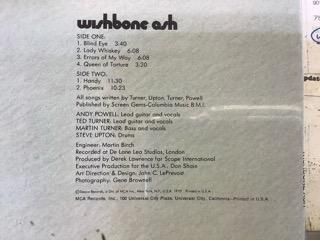 wishbone ash
SIDE ONE:
1. Blind Eye 3:40
2. Lady Whiskey 6:08
3. Errors of My Way 6:08
4. Queen of Torture 3:20
SIDE TWO:
1. Handy 11:30
2. Phoenix 10:23
All songs written by Turner, Upton, Turner, Powell
Published by Screen Gems-Columbia Music B.M.I.
ANDY POWELL: Lead guitar and vocals
TED TURNER: Lead guitar and vocals
MARTIN TURNER: Bass and vocals
STEVE UPTON: Drums
Engineer: Martin Birch
Recorded at De Lane Lea Studios, London
Produced by Derek Lawrence for Scope International
Executive Production for the U.S.A., Don Shain
Art Direction & Design: John C. LePrevost
Photography: Gene Brownell
MCA Records, Inc., 100 Universal City Plaza, Universal City, California—Printed in U.S.A.